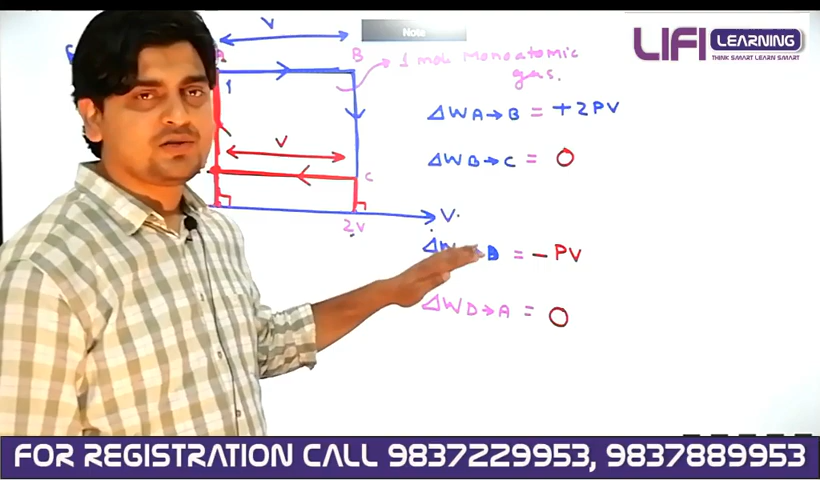 V
Note
LIFI LEARNING
THINK SMART LEARN SMART
A
B
1 mole Monoatomic
gas.
ΔWA→B = +2PV
V
ΔWB→C = 0
C
V.
2V
= -PV
ΔWD→A = 0
FOR REGISTRATION CALL 9837229953, 9837889953